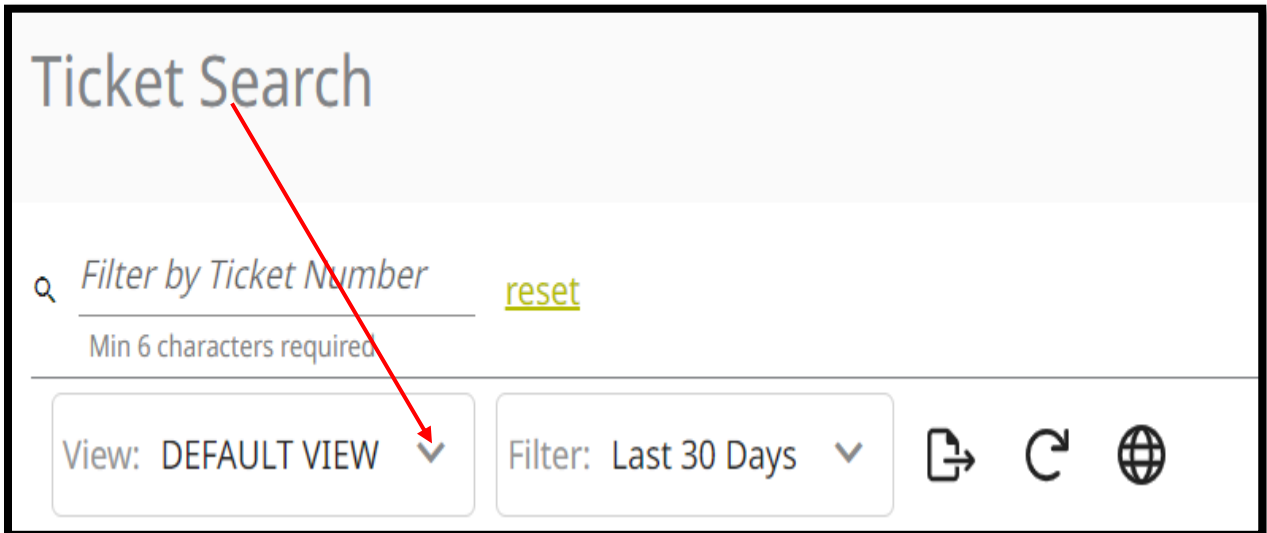 Ticket Search
Filter by Ticket Number
reset
Min 6 characters required
View: DEFAULT VIEW
Filter: Last 30 Days